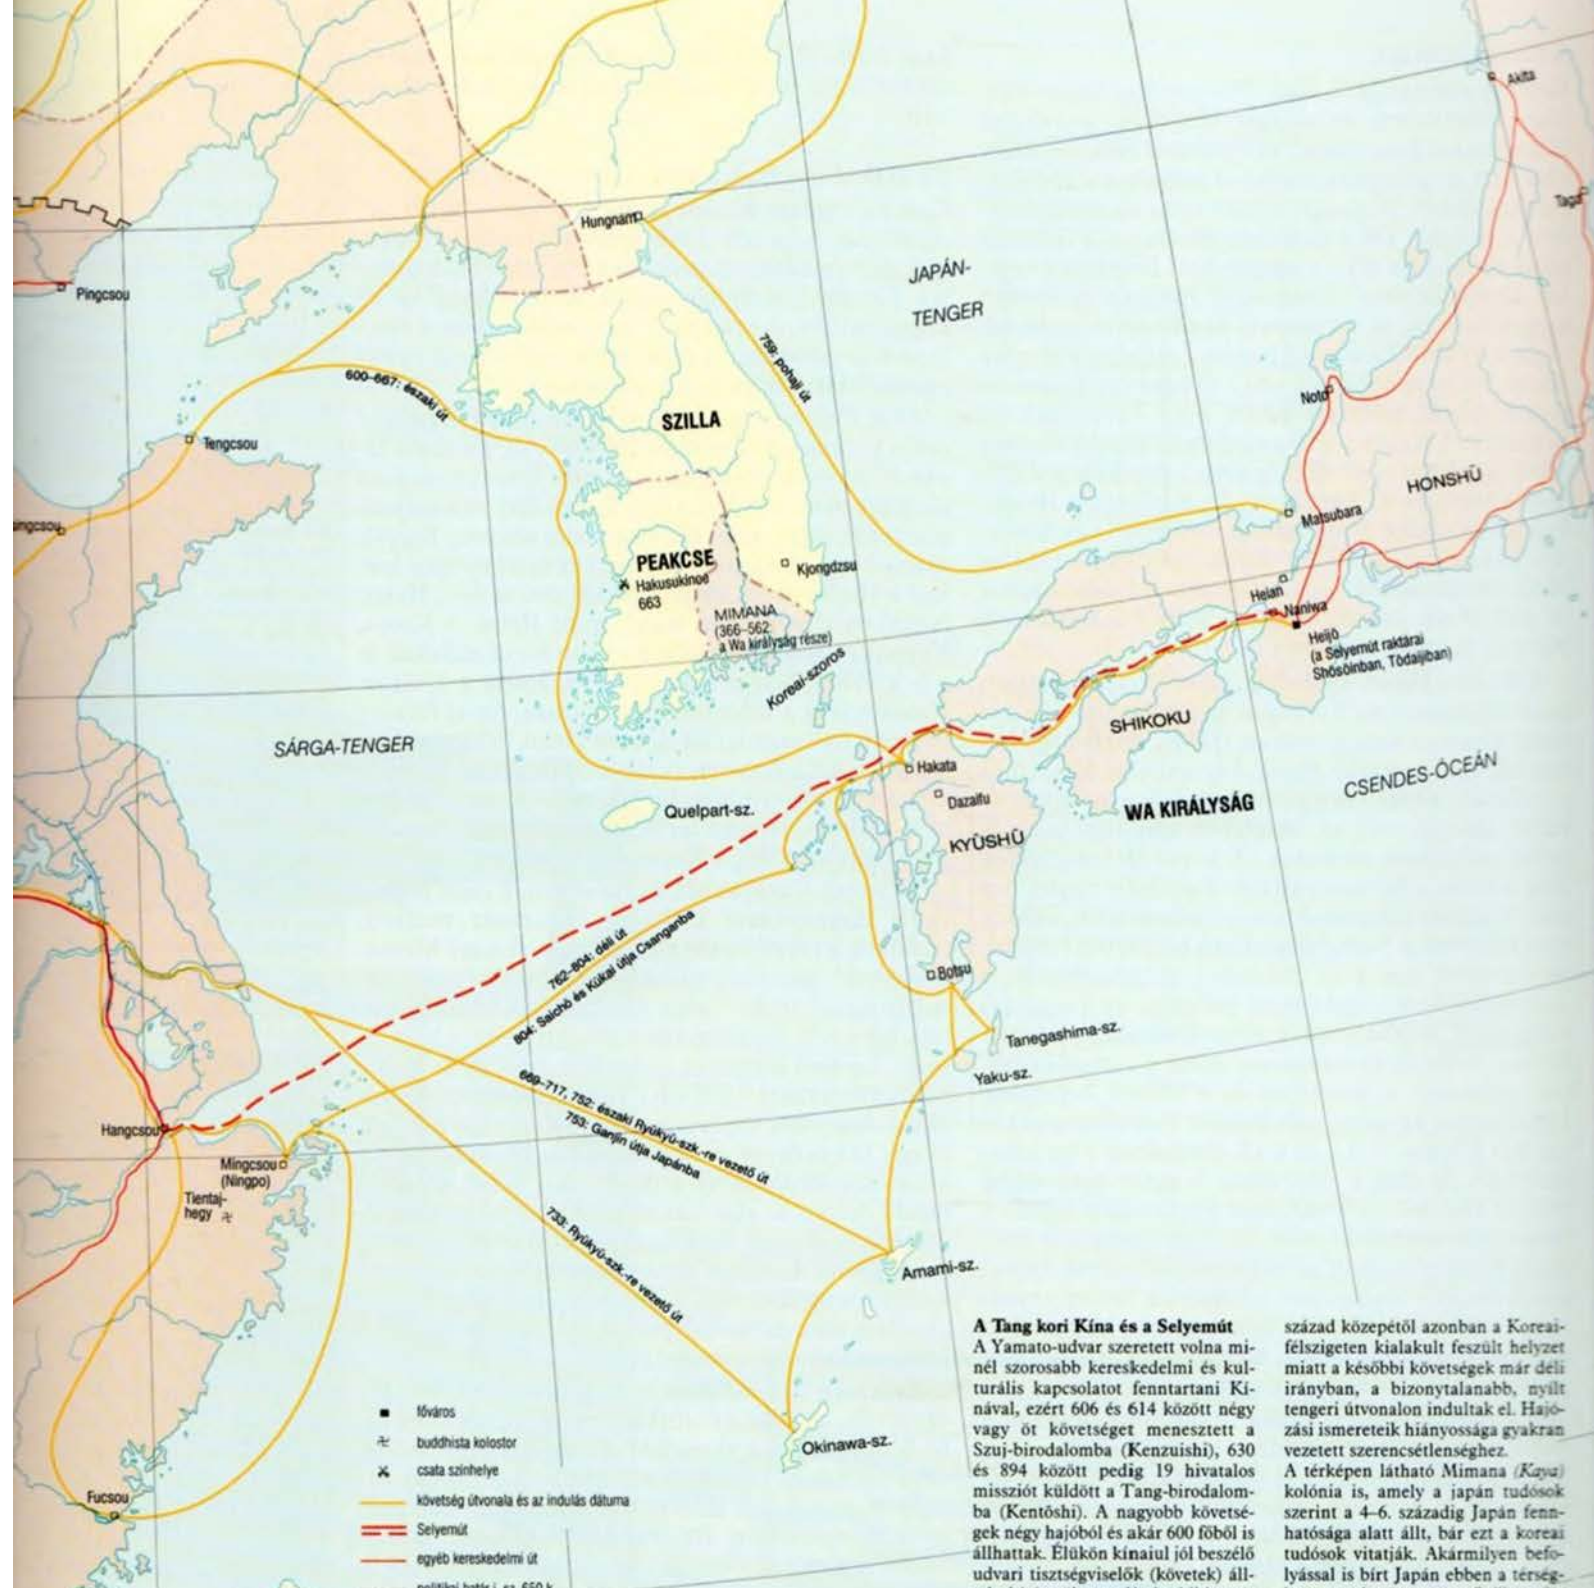 Akita
Taga
Hungnam
JAPÁN-
TENGER
Pingcsou
759: pohaji út
600–667: északi út
Noto
SZILLA
Tengcsou
HONSHŪ
Matsubara
PEAKCSE
Hakusukinoe
663
Kjongdzsu
MIMANA
(366–562
a Wa királyság része)
Heian
Naniwa
Heijō
(a Selyemút raktárai
Shōsōinban, Tōdaijiban)
Koreai-szoros
SHIKOKU
SÁRGA-TENGER
CSENDES-ÓCEÁN
Hakata
Dazaifu
Quelpart-sz.
WA KIRÁLYSÁG
KYŪSHŪ
762–804: déli út
804: Saichō és Kūkai útja Csanganba
Botsu
Tanegashima-sz.
Yaku-sz.
669–717, 752: északi Ryūkyū-szk.-re vezető út
753: Ganjin útja Japánba
Hangcsou
Mingcsou
(Ningpo)
Tientaj-
hegy
733: Ryūkyū-szk.-re vezető út
Amami-sz.
Okinawa-sz.
Fucsou
főváros
buddhista kolostor
csata színhelye
követség útvonala és az indulás dátuma
Selyemút
egyéb kereskedelmi út
A Tang kori Kína és a Selyemút
A Yamato-udvar szeretett volna mi-
nél szorosabb kereskedelmi és kul-
turális kapcsolatot fenntartani Kí-
nával, ezért 606 és 614 között négy
vagy öt követséget menesztett a
Szuj-birodalomba (Kenzuishi), 630
és 894 között pedig 19 hivatalos
missziót küldött a Tang-birodalom-
ba (Kentōshi). A nagyobb követsé-
gek négy hajóból és akár 600 főből is
állhattak. Élükön kínaiul jól beszélő
udvari tisztségviselők (követek) áll-
század közepétől azonban a Koreai-
félszigeten kialakult feszült helyzet
miatt a későbbi követségek már déli
irányban, a bizonytalanabb, nyílt
tengeri útvonalon indultak el. Hajó-
zási ismereteik hiányossága gyakran
vezetett szerencsétlenséghez.
A térképen látható Mimana (Kaya)
kolónia is, amely a japán tudósok
szerint a 4–6. századig Japán fenn-
hatósága alatt állt, bár ezt a koreai
tudósok vitatják. Akármilyen befo-
lyással is bírt Japán ebben a térség-